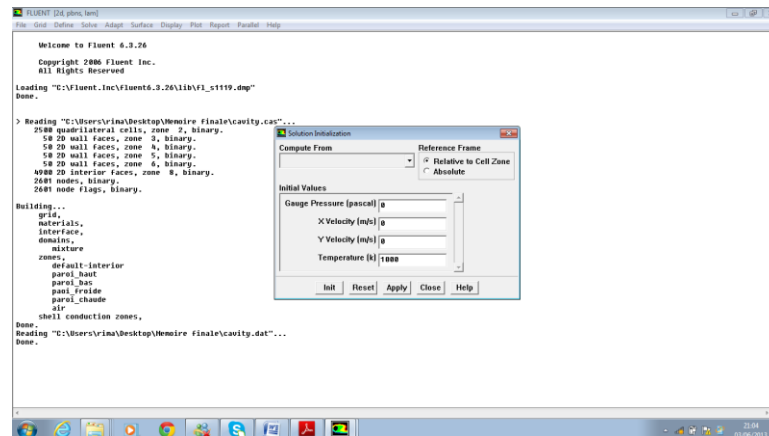 FLUENT [2d, pbns, lam]
File Grid Define Solve Adapt Surface Display Plot Report Parallel Help
Welcome to Fluent 6.3.26
Copyright 2006 Fluent Inc.
All Rights Reserved
Loading "C:\Fluent.Inc\fluent6.3.26\lib\fl_s1119.dmp"
Done.
> Reading "C:\Users\rima\Desktop\Memoire finale\cavity.cas"...
2500 quadrilateral cells, zone 2, binary.
50 2D wall faces, zone 3, binary.
50 2D wall faces, zone 4, binary.
50 2D wall faces, zone 5, binary.
50 2D wall faces, zone 6, binary.
4900 2D interior faces, zone 8, binary.
2601 nodes, binary.
2601 node flags, binary.
Building...
grid,
materials,
interface,
domains,
mixture
zones,
default-interior
paroi_haut
paroi_bas
paoi_froide
paroi_chaude
air
shell conduction zones,
Done.
Reading "C:\Users\rima\Desktop\Memoire finale\cavity.dat"...
Done.
Solution Initialization
Compute From
Reference Frame
Relative to Cell Zone
Absolute
Initial Values
Gauge Pressure (pascal) 0
X Velocity (m/s) 0
Y Velocity (m/s) 0
Temperature (k) 1000
Init Reset Apply Close Help
21:04